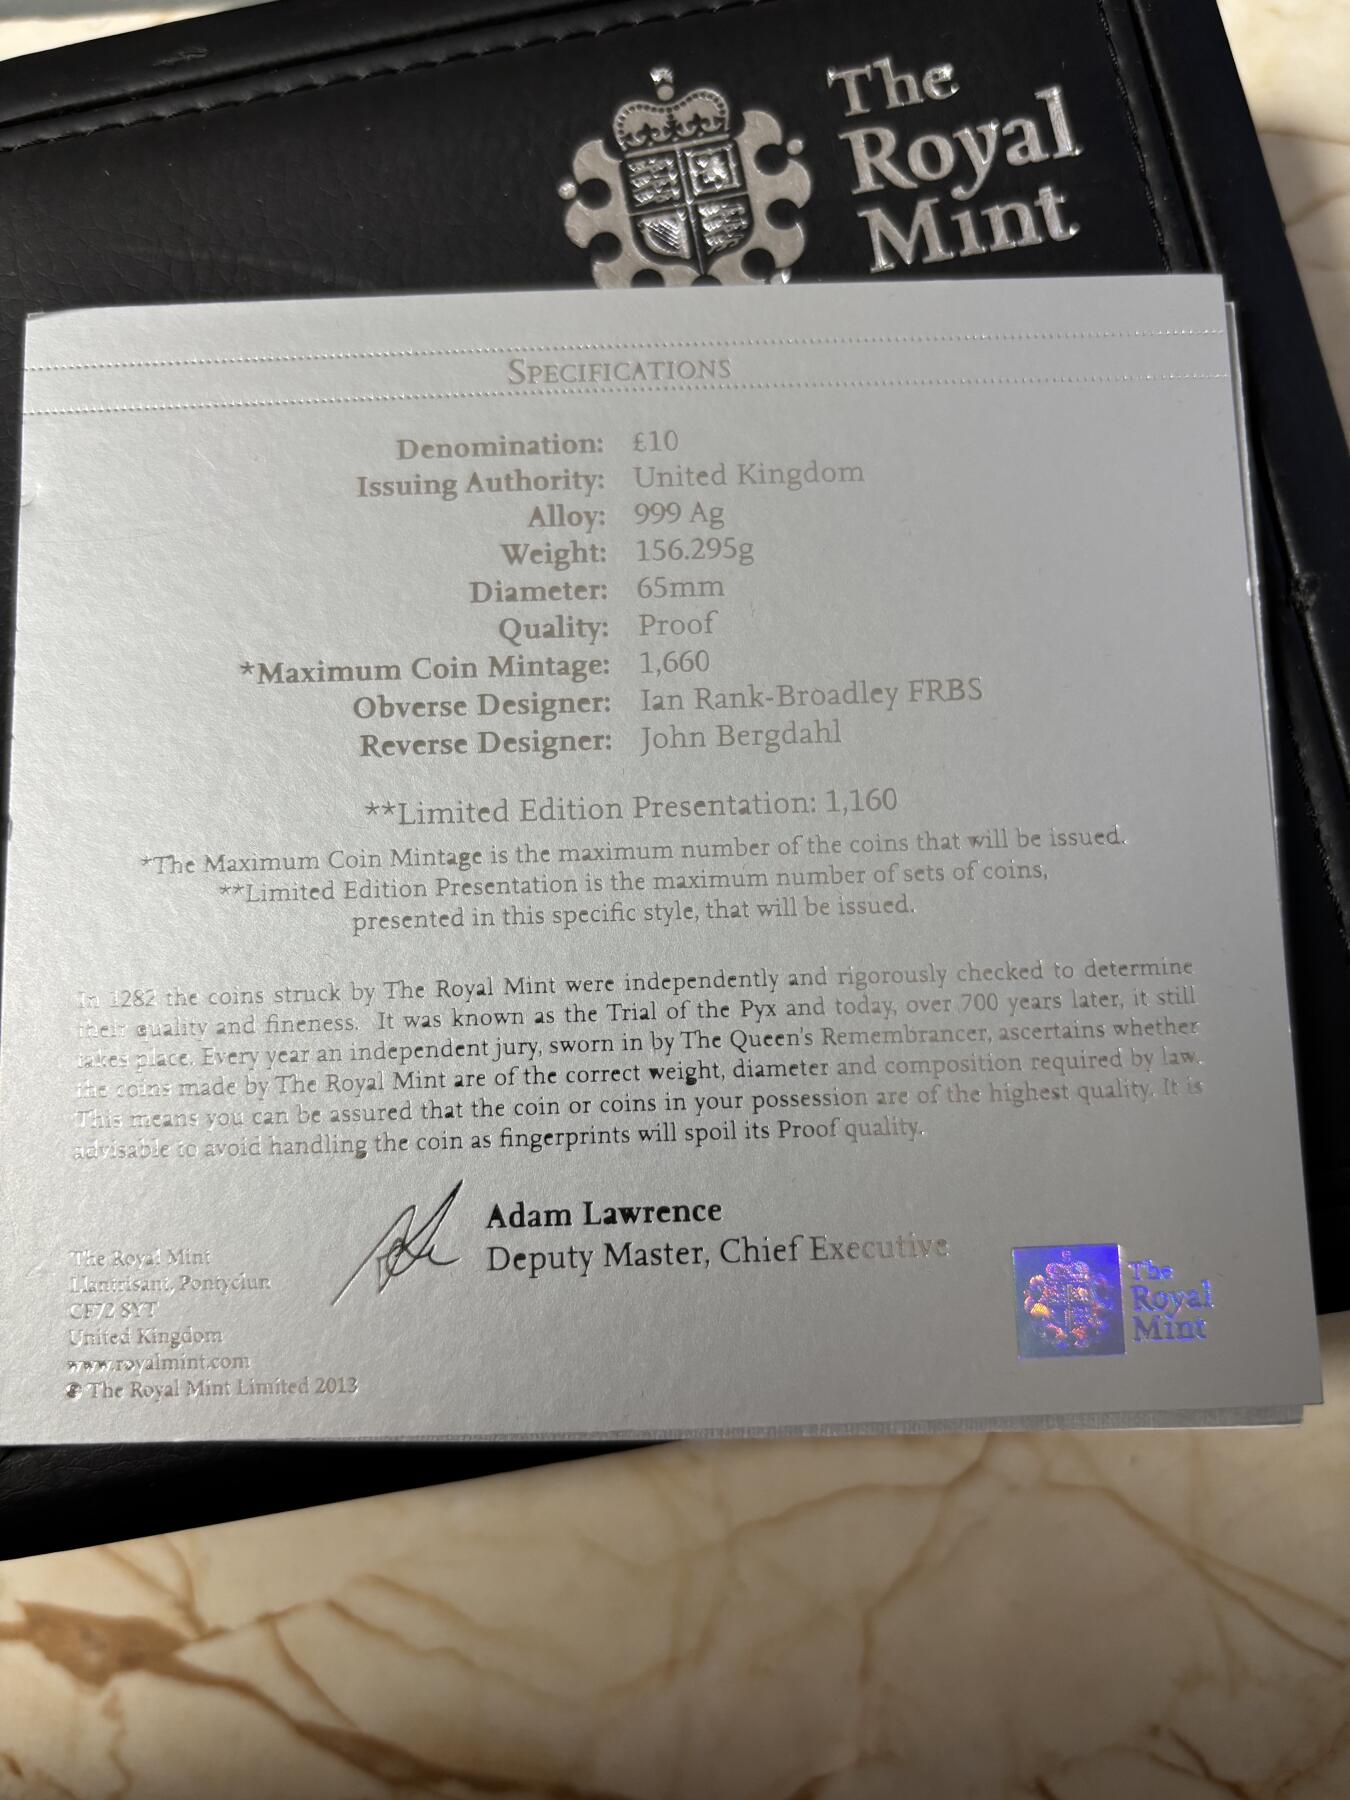 The
Royal
Mint
SPECIFICATIONS
Denomination: £10
Issuing Authority: United Kingdom
Alloy: 999 Ag
Weight: 156.295g
Diameter: 65mm
Quality: Proof
*Maximum Coin Mintage: 1,660
Obverse Designer: Ian Rank-Broadley FRBS
Reverse Designer: John Bergdahl
**Limited Edition Presentation: 1,160
*The Maximum Coin Mintage is the maximum number of the coins that will be issued.
**Limited Edition Presentation is the maximum number of sets of coins,
presented in this specific style, that will be issued.
In 1282 the coins struck by The Royal Mint were independently and rigorously checked to determine
their quality and fineness. It was known as the Trial of the Pyx and today, over 700 years later, it still
takes place. Every year an independent jury, sworn in by The Queen's Remembrancer, ascertains whether
the coins made by The Royal Mint are of the correct weight, diameter and composition required by law.
This means you can be assured that the coin or coins in your possession are of the highest quality. It is
advisable to avoid handling the coin as fingerprints will spoil its Proof quality.
Adam Lawrence
Deputy Master, Chief Executive
The Royal Mint
Llantrisant, Pontyclun
CF72 8YT
United Kingdom
www.royalmint.com
© The Royal Mint Limited 2013
The
Royal
Mint